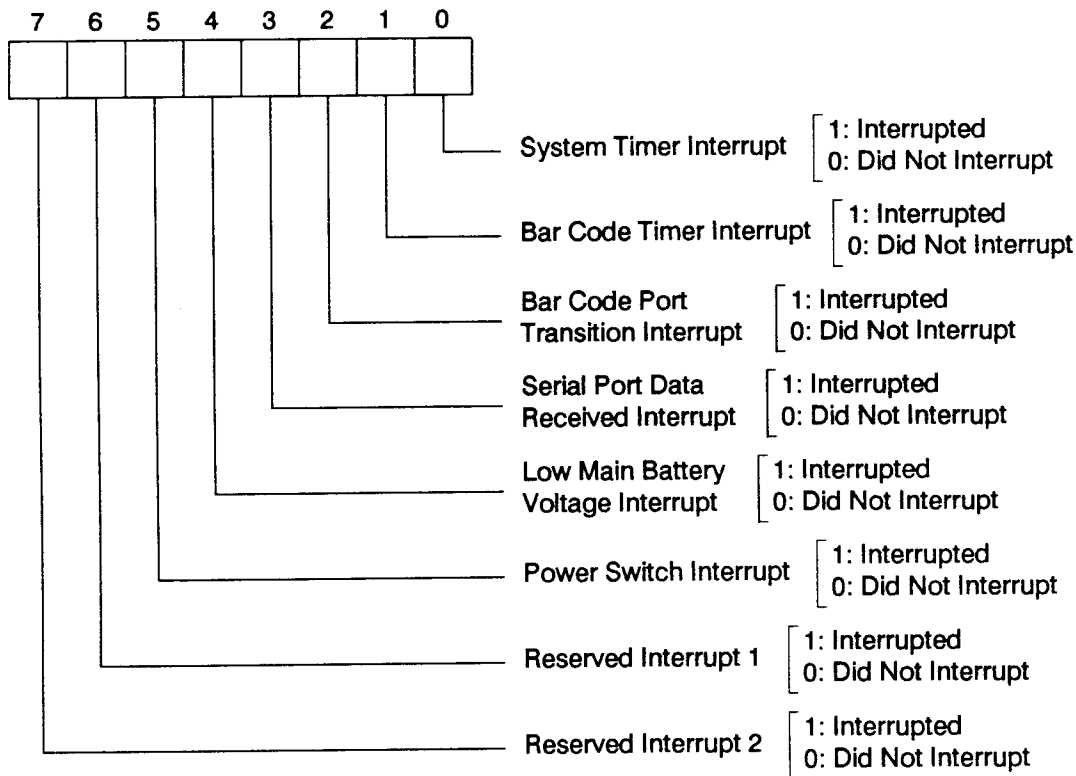 7 6 5 4 3 2 1 0
System Timer Interrupt 1: Interrupted
0: Did Not Interrupt
Bar Code Timer Interrupt 1: Interrupted
0: Did Not Interrupt
Bar Code Port 1: Interrupted
Transition Interrupt 0: Did Not Interrupt
Serial Port Data 1: Interrupted
Received Interrupt 0: Did Not Interrupt
Low Main Battery 1: Interrupted
Voltage Interrupt 0: Did Not Interrupt
Power Switch Interrupt 1: Interrupted
0: Did Not Interrupt
Reserved Interrupt 1 1: Interrupted
0: Did Not Interrupt
Reserved Interrupt 2 1: Interrupted
0: Did Not Interrupt